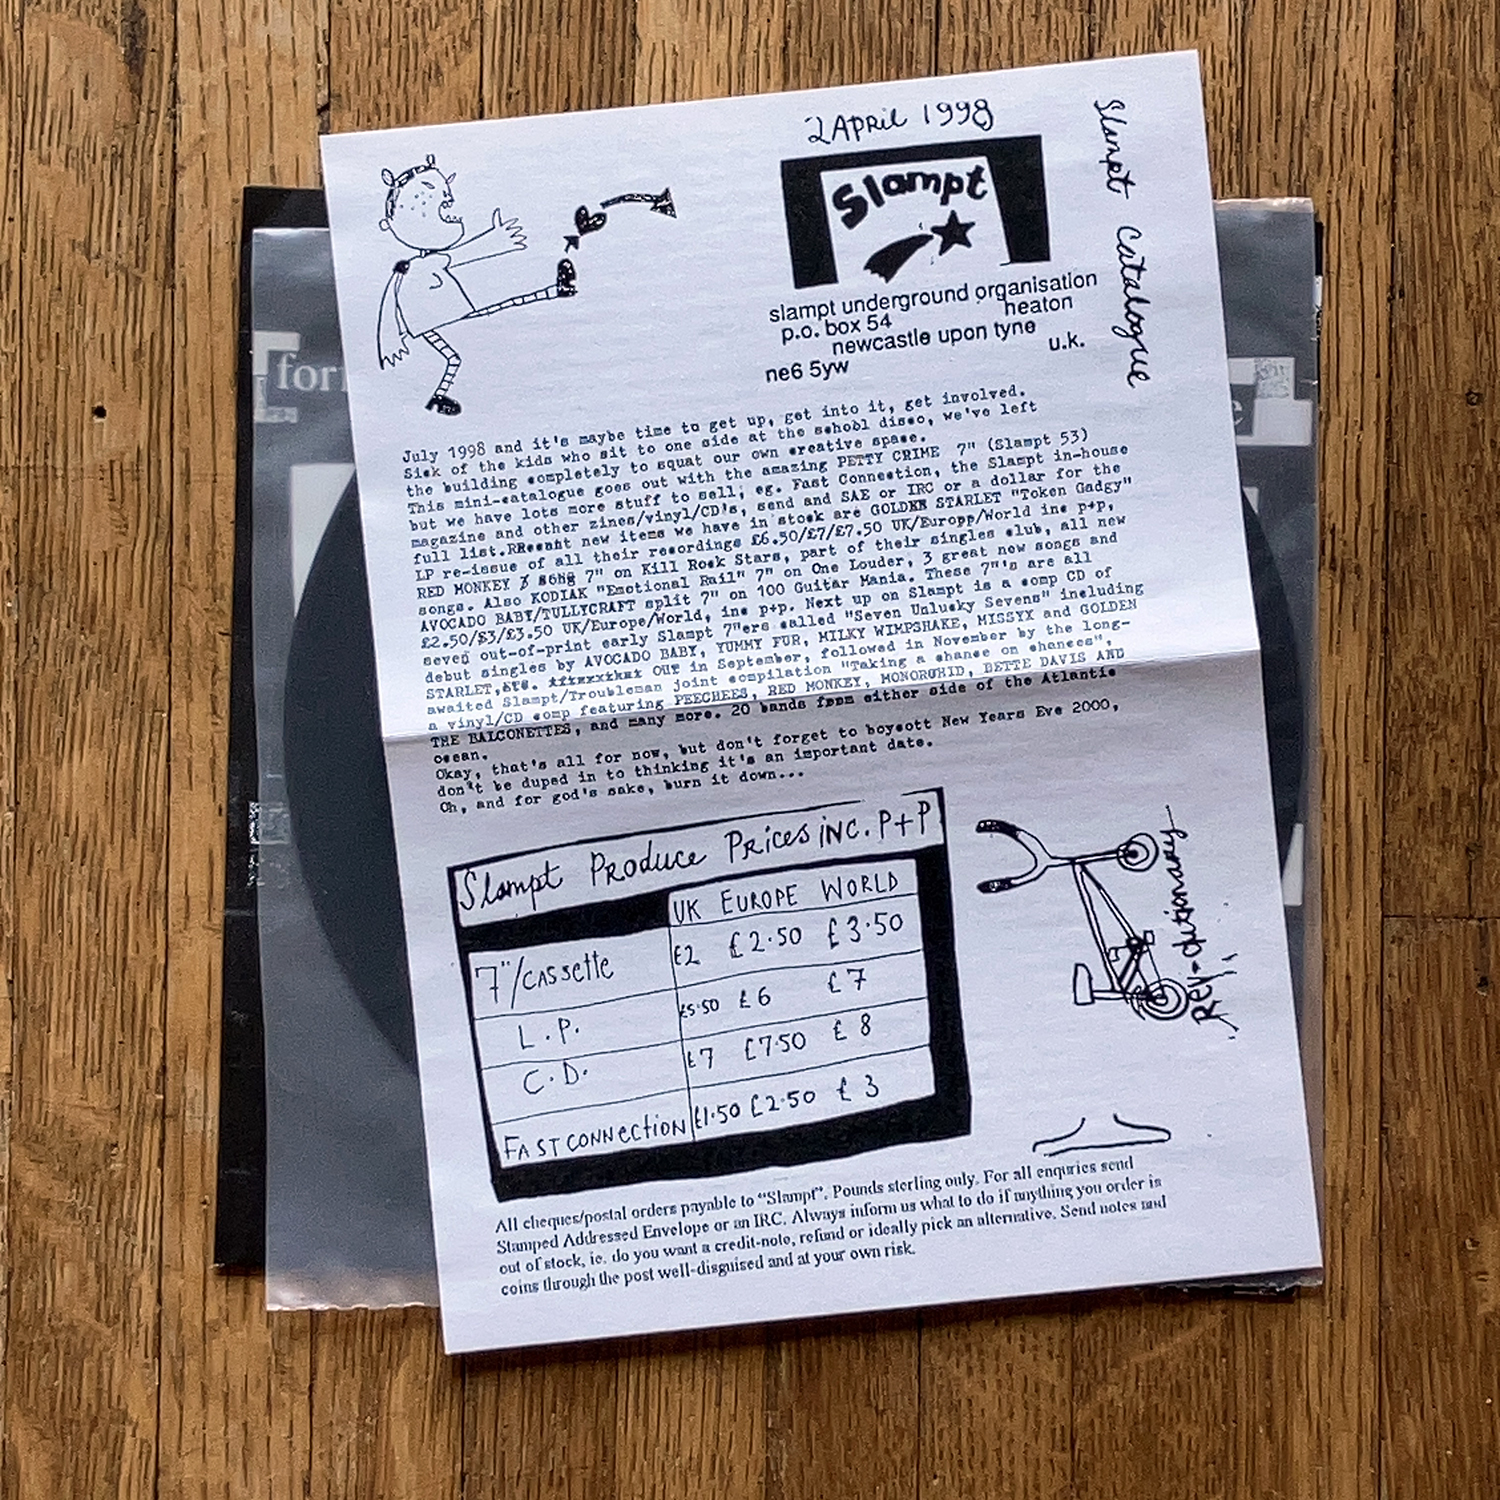 2 April 1998
Slampt Catalogue
Slampt
slampt underground organisation
p.o. box 54 heaton
newcastle upon tyne
ne6 5yw u.k.
July 1998 and it's maybe time to get up, get into it, get involved.
Sick of the kids who sit to one side at the school disco, we've left
the building completely to squat our own creative space.
This mini-catalogue goes out with the amazing PETTY CRIME 7" (Slampt 53)
but we have lots more stuff to sell; eg. Fast Connection, the Slampt in-house
magazine and other zines/vinyl/CD's, send and SAE or IRC or a dollar for the
full list. new items we have in stock are GOLDEN STARLET "Token Gadgy"
LP re-issue of all their recordings £6.50/£7/£7.50 UK/Europp/World inc p+p,
RED MONKEY 3 song 7" on Kill Rock Stars, part of their singles club, all new
songs. Also KODIAK "Emotional Rail" 7" on One Louder, 3 great new songs and
AVOCADO BABY/TULLYCRAFT split 7" on 100 Guitar Mania. These 7"'s are all
£2.50/£3/£3.50 UK/Europe/World, inc p+p. Next up on Slampt is a comp CD of
seven out-of-print early Slampt 7"ers called "Seven Unlucky Sevens" including
debut singles by AVOCADO BABY, YUMMY FUR, MILKY WIMPSHAKE, MISSYX and GOLDEN
STARLET, etc. Out in September, followed in November by the long-
awaited Slampt/Troubleman joint compilation "Taking a chance on chances",
a vinyl/CD comp featuring PEECHEES, RED MONKEY, MONORCHID, BETTE DAVIS AND
THE BALCONETTES, and many more. 20 bands from either side of the Atlantic
ocean.
Okay, that's all for now, but don't forget to boycott New Years Eve 2000,
don't be duped in to thinking it's an important date.
Oh, and for god's sake, burn it down...
Slampt Produce Prices inc. P+P
UK EUROPE WORLD
7"/cassette £2 £2.50 £3.50
L.P. £5.50 £6 £7
C.D. £7 £7.50 £8
Fast connection £1.50 £2.50 £3
Rev-olutionary
All cheques/postal orders payable to "Slampt". Pounds sterling only. For all enquries send
Stamped Addressed Envelope or an IRC. Always inform us what to do if anything you order is
out of stock, ie. do you want a credit-note, refund or ideally pick an alternative. Send notes and
coins through the post well-disguised and at your own risk.